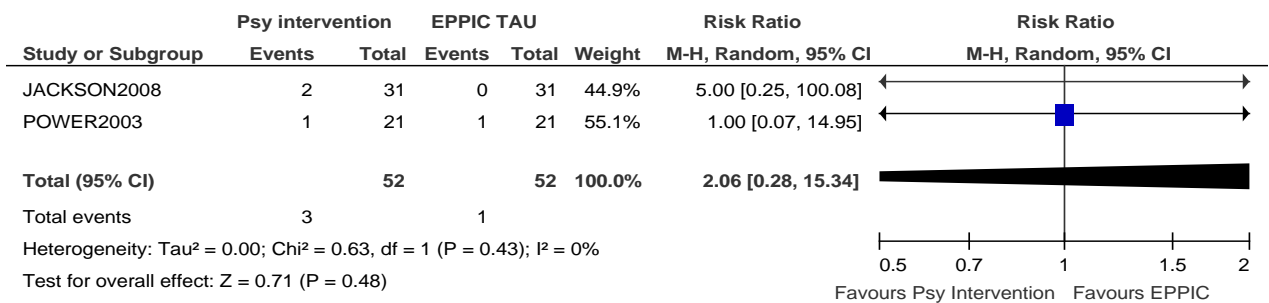 Psy intervention EPPIC TAU Risk Ratio Risk Ratio
Study or Subgroup Events Total Events Total Weight M-H, Random, 95% CI M-H, Random, 95% CI
JACKSON2008 2 31 0 31 44.9% 5.00 [0.25, 100.08]
POWER2003 1 21 1 21 55.1% 1.00 [0.07, 14.95]
Total (95% CI) 52 52 100.0% 2.06 [0.28, 15.34]
Total events 3 1
Heterogeneity: Tau² = 0.00; Chi² = 0.63, df = 1 (P = 0.43); I² = 0%
Test for overall effect: Z = 0.71 (P = 0.48)
0.5 0.7 1 1.5 2
Favours Psy Intervention Favours EPPIC